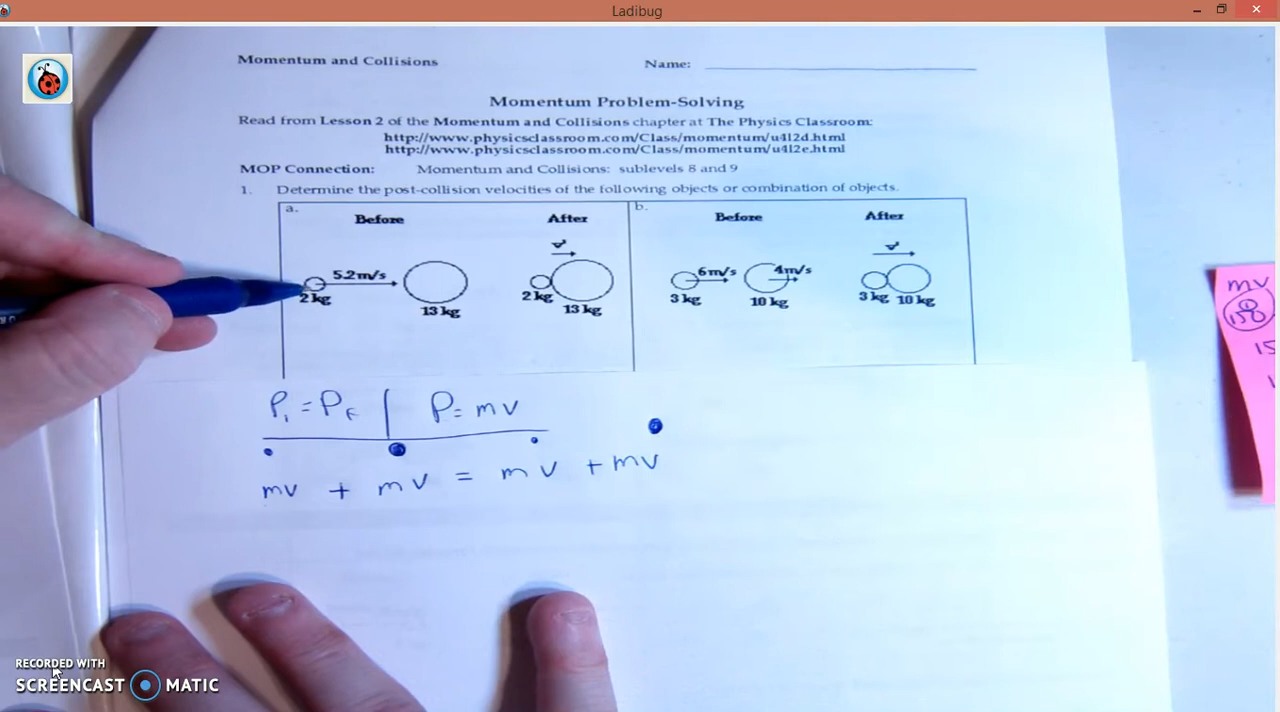 Ladibug
Momentum and Collisions Name:
Momentum Problem-Solving
Read from Lesson 2 of the Momentum and Collisions chapter at The Physics Classroom:
http://www.physicsclassroom.com/Class/momentum/u4l2d.html
http://www.physicsclassroom.com/Class/momentum/u4l2e.html
MOP Connection: Momentum and Collisions: sublevels 8 and 9
1. Determine the post-collision velocities of the following objects or combination of objects.
a. b.
Before After Before After
v' v'
5.2 m/s 6 m/s 4 m/s
2 kg 13 kg 2 kg 13 kg 3 kg 10 kg 3 kg 10 kg
Pi = PF | P = mv
mv + mv = mv + mv
mv
150
15
RECORDED WITH
SCREENCAST MATIC